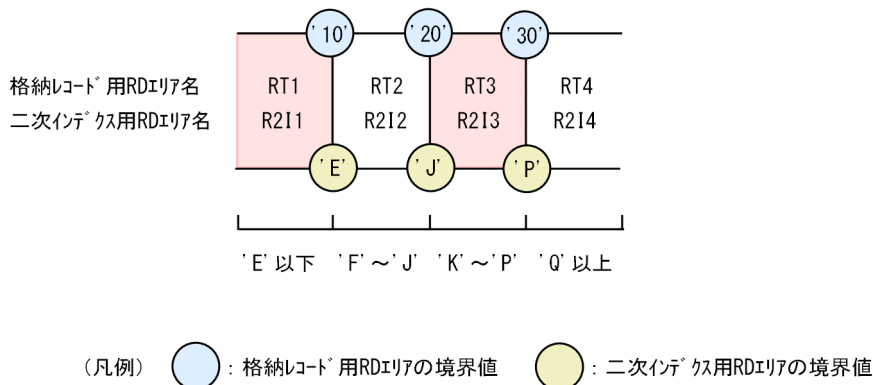 '10' '20' '30'
格納ﾚｺｰﾄﾞ用RDｴﾘｱ名 RT1 RT2 RT3 RT4
二次ｲﾝﾃﾞｸｽ用RDｴﾘｱ名 R2I1 R2I2 R2I3 R2I4
'E' 'J' 'P'
'E'以下 'F'～'J' 'K'～'P' 'Q'以上
(凡例) : 格納ﾚｺｰﾄﾞ用RDｴﾘｱの境界値 : 二次ｲﾝﾃﾞｸｽ用RDｴﾘｱの境界値